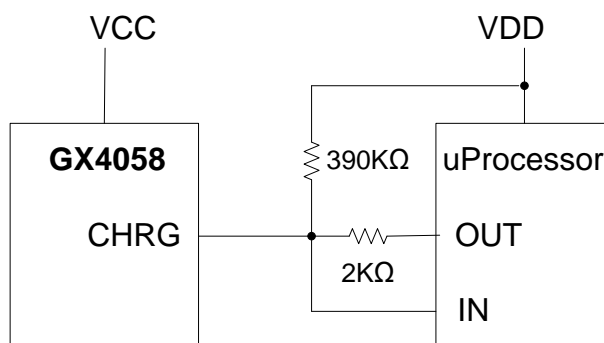 VCC
VDD
GX4058
390KΩ
uProcessor
CHRG
OUT
2KΩ
IN